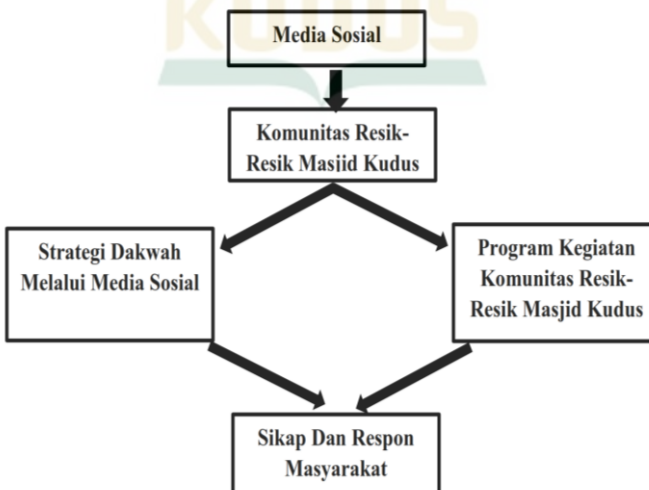 KUDUS
Media Sosial
Komunitas Resik-
Resik Masjid Kudus
Strategi Dakwah
Melalui Media Sosial
Program Kegiatan
Komunitas Resik-
Resik Masjid Kudus
Sikap Dan Respon
Masyarakat